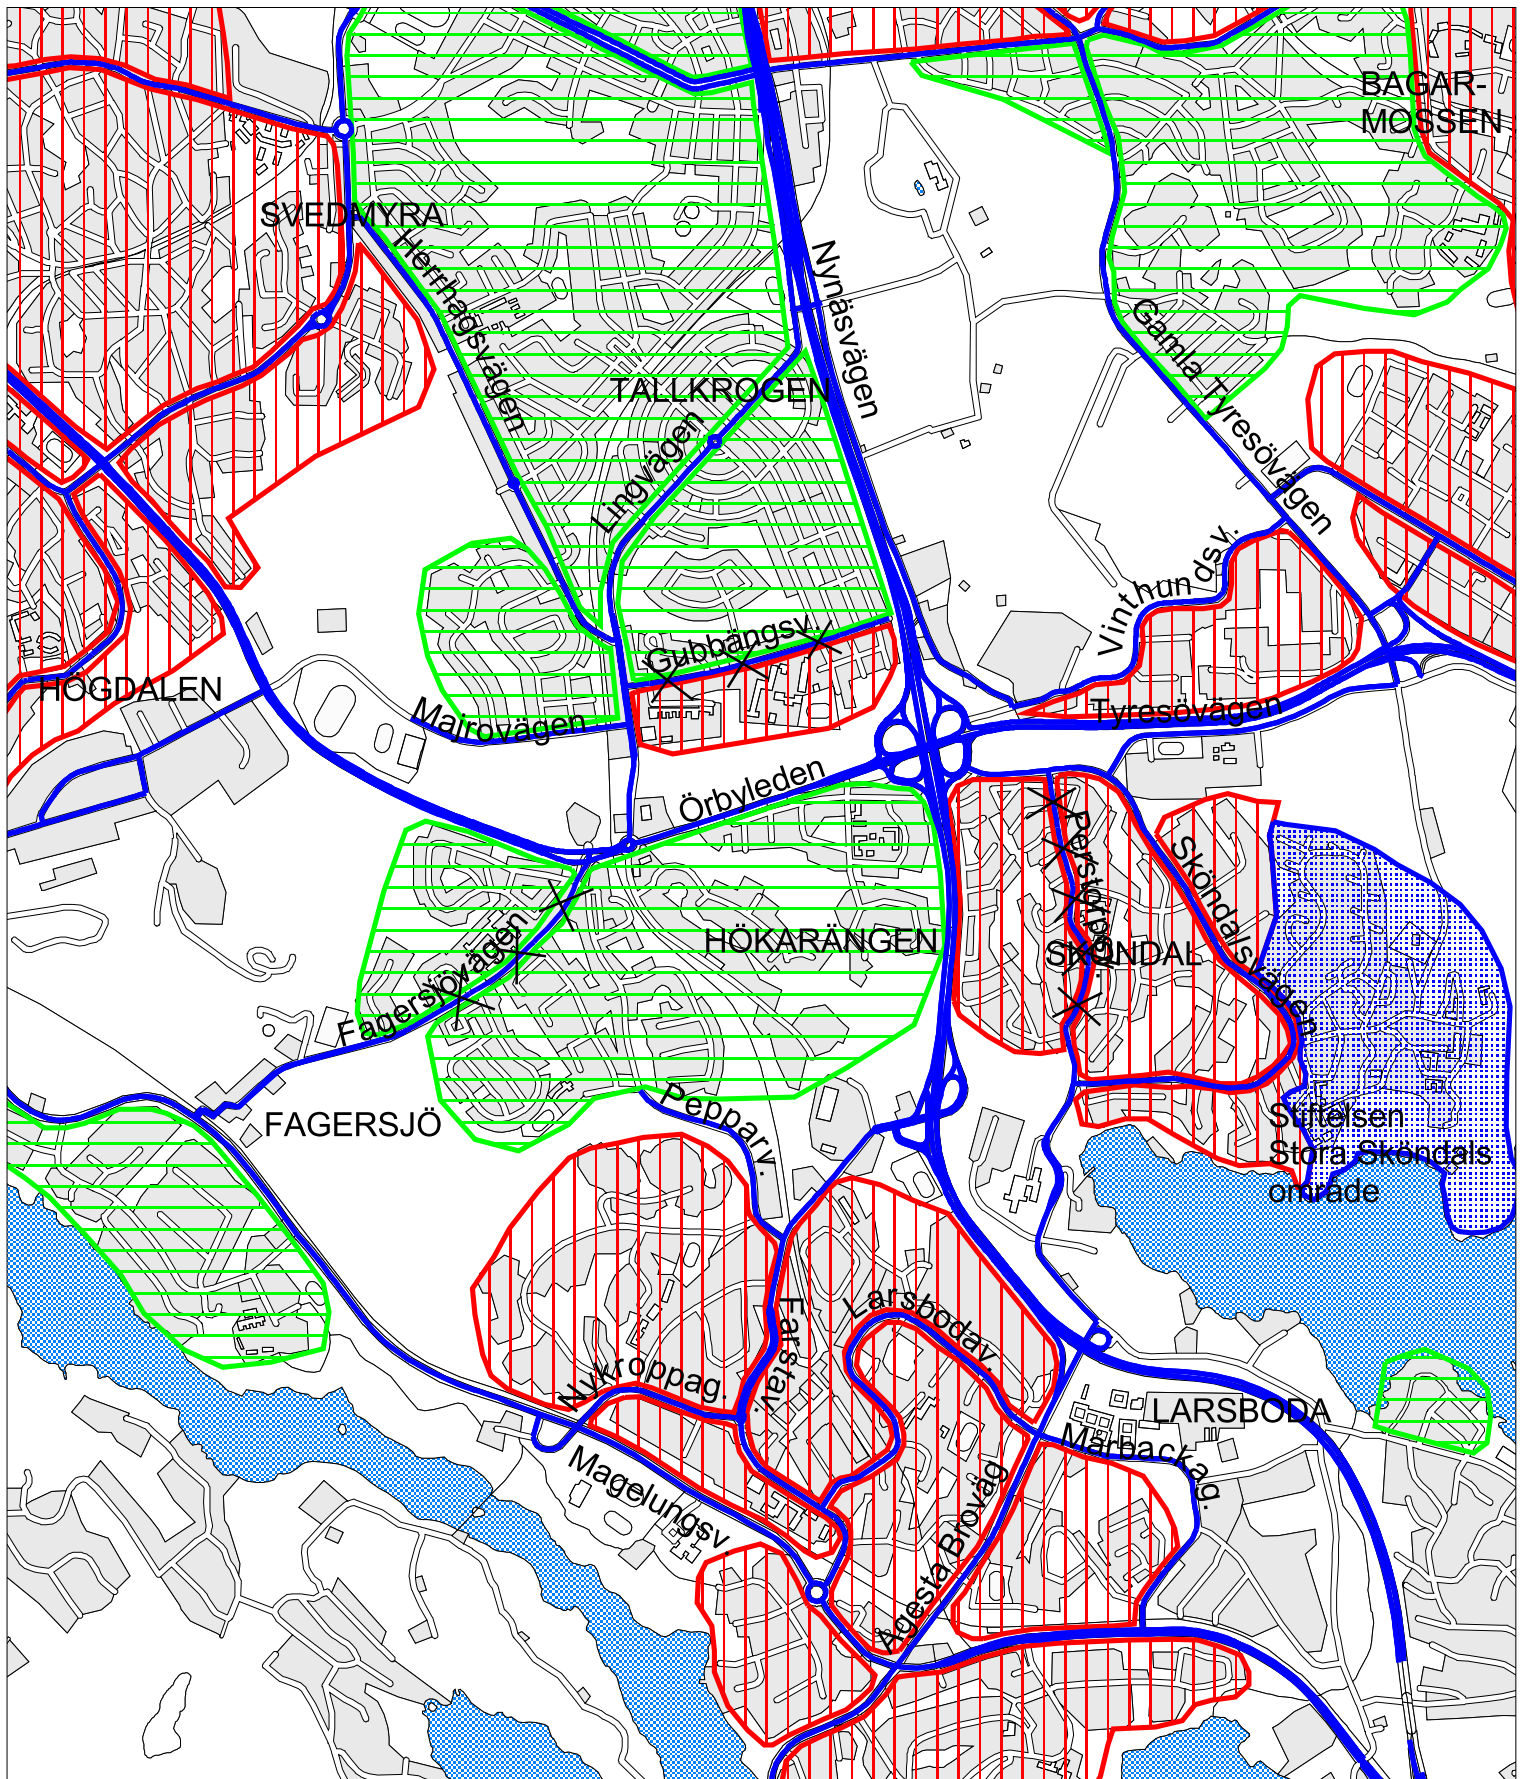 BAGAR-
MOSSEN
SVEDMYRA
Herrhagsvägen
Nynäsvägen
Gamla Tyresövägen
TALLKROGEN
Lingvägen
Vinthundsv.
Gubbängsv.
HÖGDALEN
Majrovägen
Tyresövägen
Örbyleden
Perstorpsv.
Sköndalsvägen
HÖKARÄNGEN
SKÖNDAL
Fagersjövägen
Pepparv.
FAGERSJÖ
Stiftelsen
Stora Sköndals
område
Farstav.
Larsbodav.
Nykroppag.
LARSBODA
Mårbackag.
Magelungsv.
Ågesta Broväg